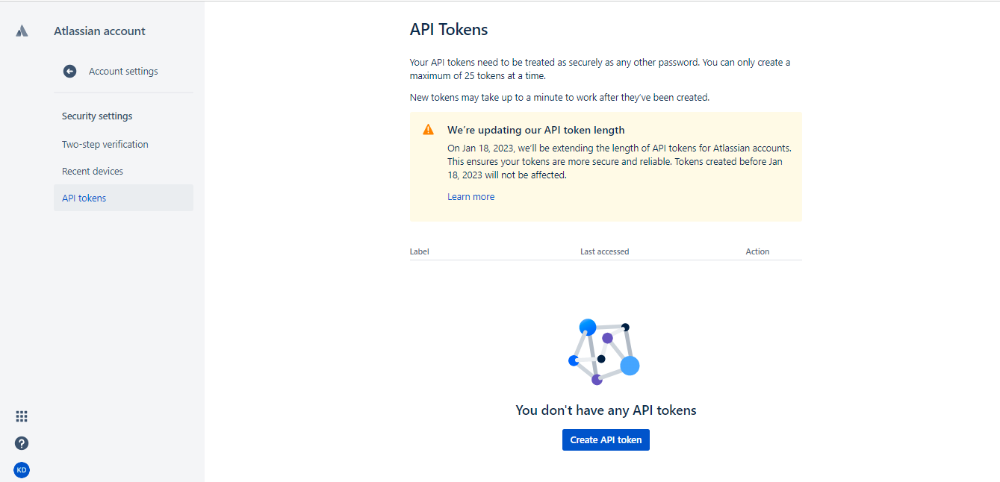 Atlassian account
Account settings
Security settings
Two-step verification
Recent devices
API tokens
KD
API Tokens
Your API tokens need to be treated as securely as any other password. You can only create a
maximum of 25 tokens at a time.
New tokens may take up to a minute to work after they’ve been created.
We’re updating our API token length
On Jan 18, 2023, we’ll be extending the length of API tokens for Atlassian accounts.
This ensures your tokens are more secure and reliable. Tokens created before Jan
18, 2023 will not be affected.
Learn more
Label Last accessed Action
You don't have any API tokens
Create API token